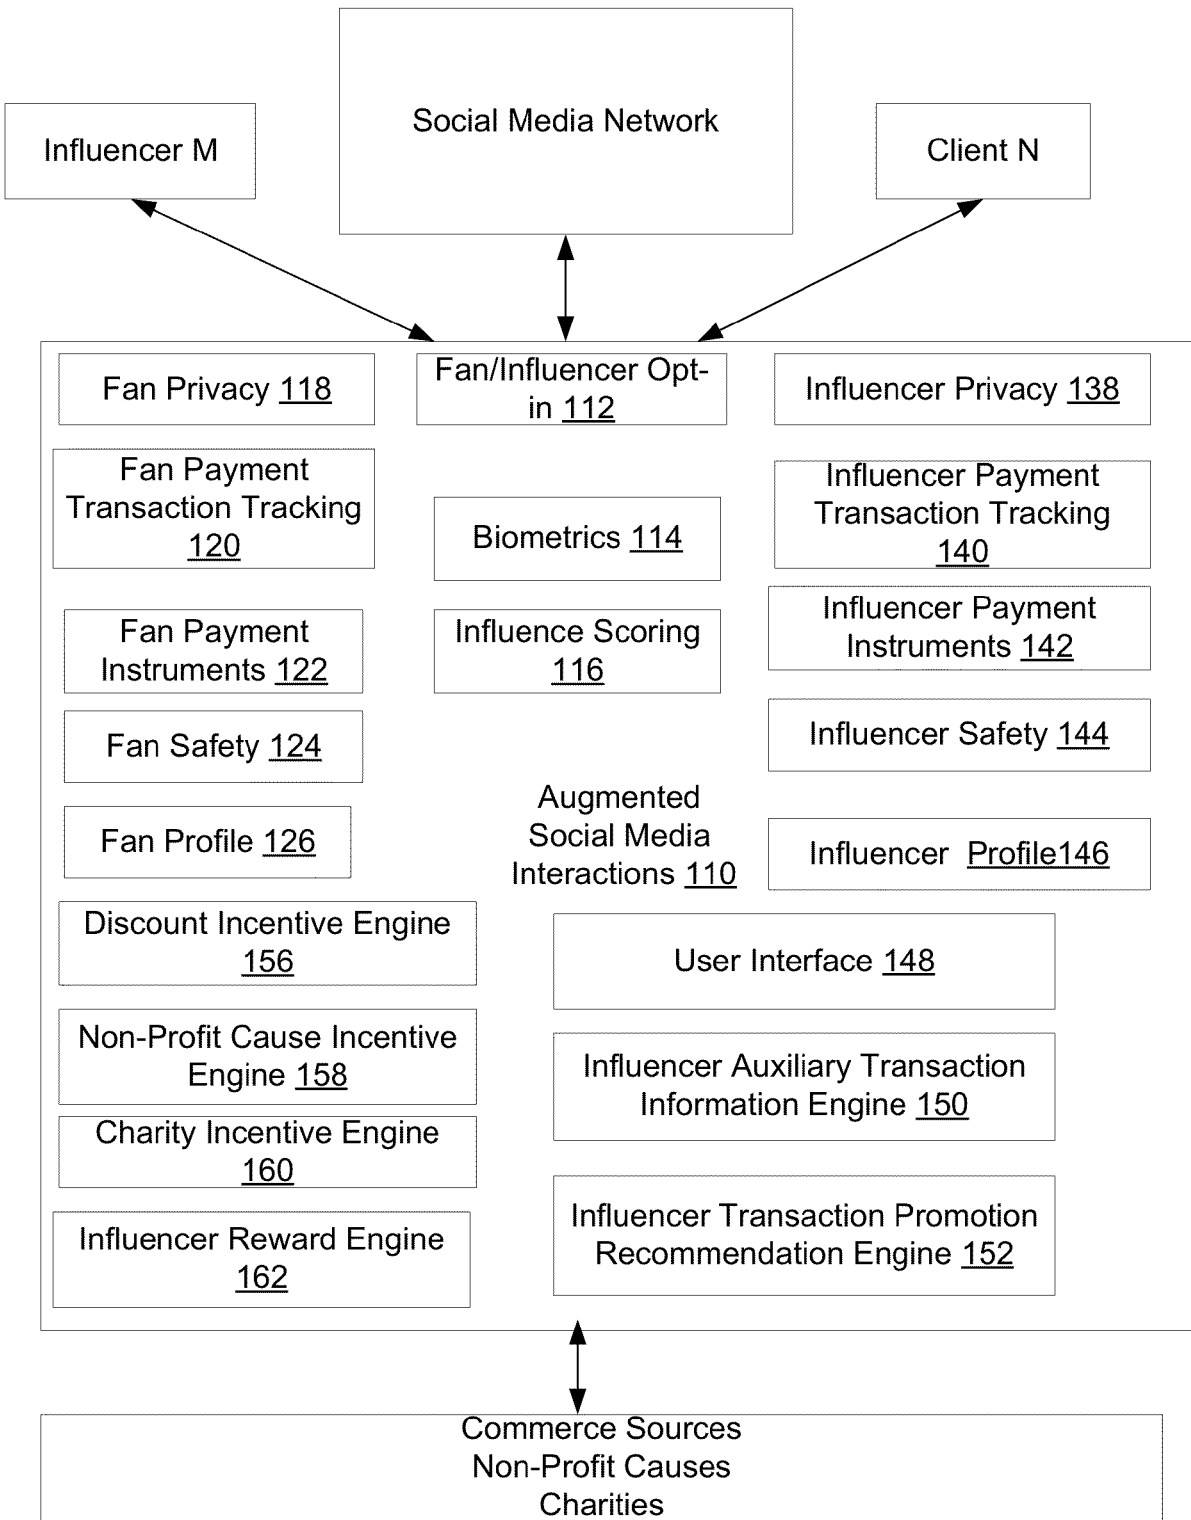 Social Media Network
Influencer M
Client N
Fan Privacy 118
Fan/Influencer Opt-
in 112
Influencer Privacy 138
Fan Payment
Transaction Tracking
120
Biometrics 114
Influencer Payment
Transaction Tracking
140
Fan Payment
Instruments 122
Influence Scoring
116
Influencer Payment
Instruments 142
Fan Safety 124
Influencer Safety 144
Fan Profile 126
Augmented
Social Media
Interactions 110
Influencer Profile146
Discount Incentive Engine
156
User Interface 148
Non-Profit Cause Incentive
Engine 158
Influencer Auxiliary Transaction
Information Engine 150
Charity Incentive Engine
160
Influencer Reward Engine
162
Influencer Transaction Promotion
Recommendation Engine 152
Commerce Sources
Non-Profit Causes
Charities